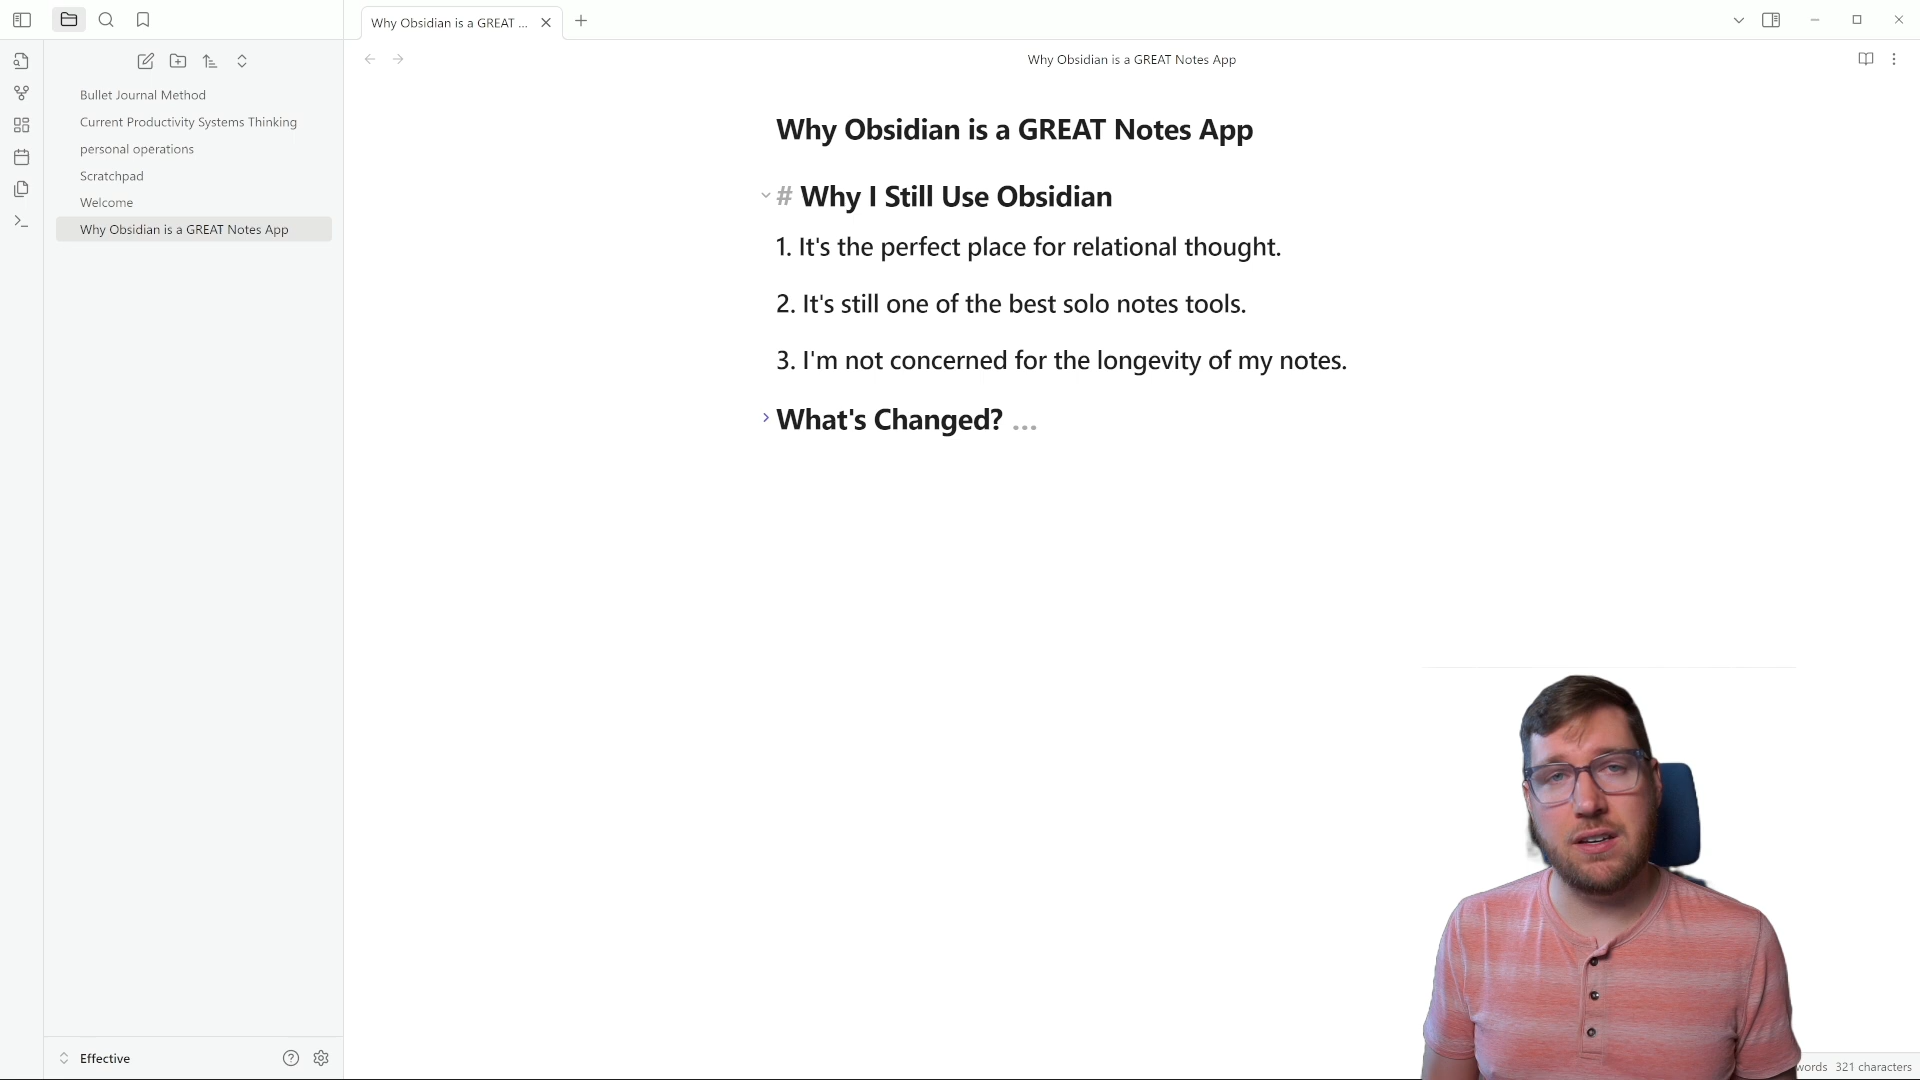 Why Obsidian is a GREAT ...
Why Obsidian is a GREAT Notes App
Bullet Journal Method
Current Productivity Systems Thinking
personal operations
Scratchpad
Welcome
Why Obsidian is a GREAT Notes App
Why Obsidian is a GREAT Notes App
# Why I Still Use Obsidian
1. It's the perfect place for relational thought.
2. It's still one of the best solo notes tools.
3. I'm not concerned for the longevity of my notes.
What's Changed? ...
Effective
words 321 characters